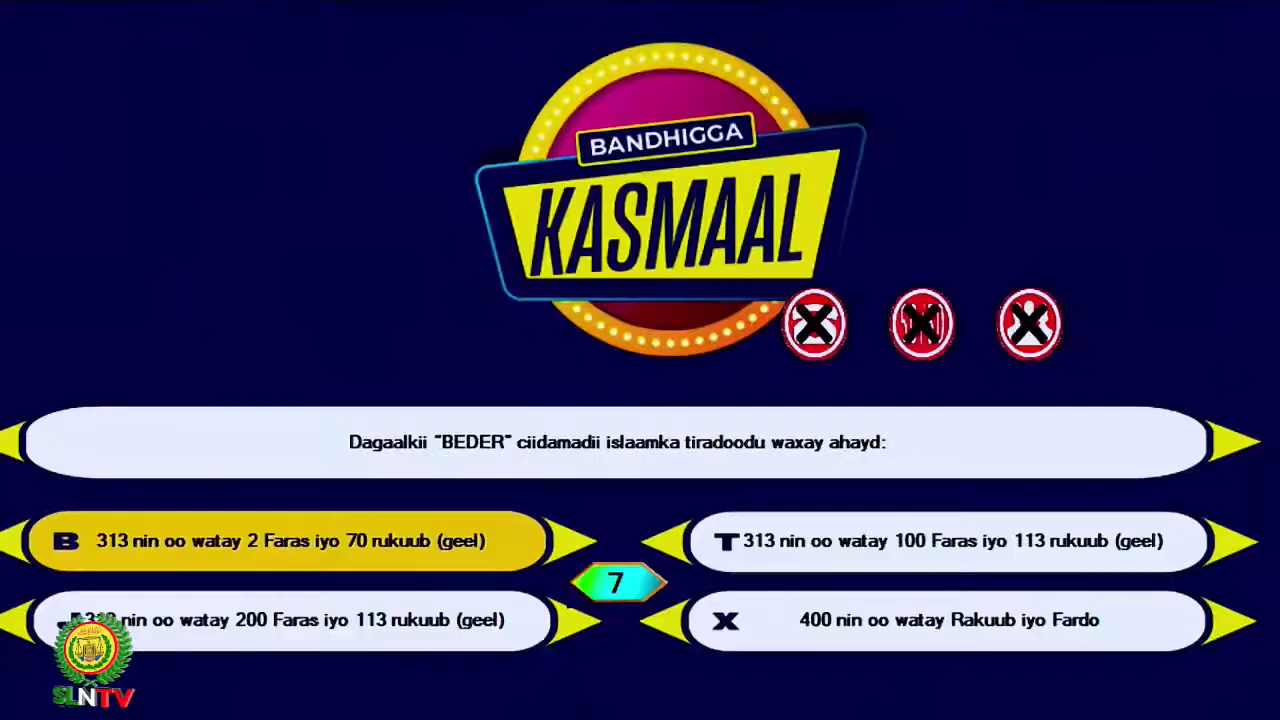 BANDHIGGA
KASMAAL
Dagaalkii "BEDER" ciidamadii islaamka tiradoodu waxay ahayd:
B 313 nin oo watay 2 Faras iyo 70 rukuub (geel)
T 313 nin oo watay 100 Faras iyo 113 rukuub (geel)
7
nin oo watay 200 Faras iyo 113 rukuub (geel)
X 400 nin oo watay Rakuub iyo Fardo
SLNTV